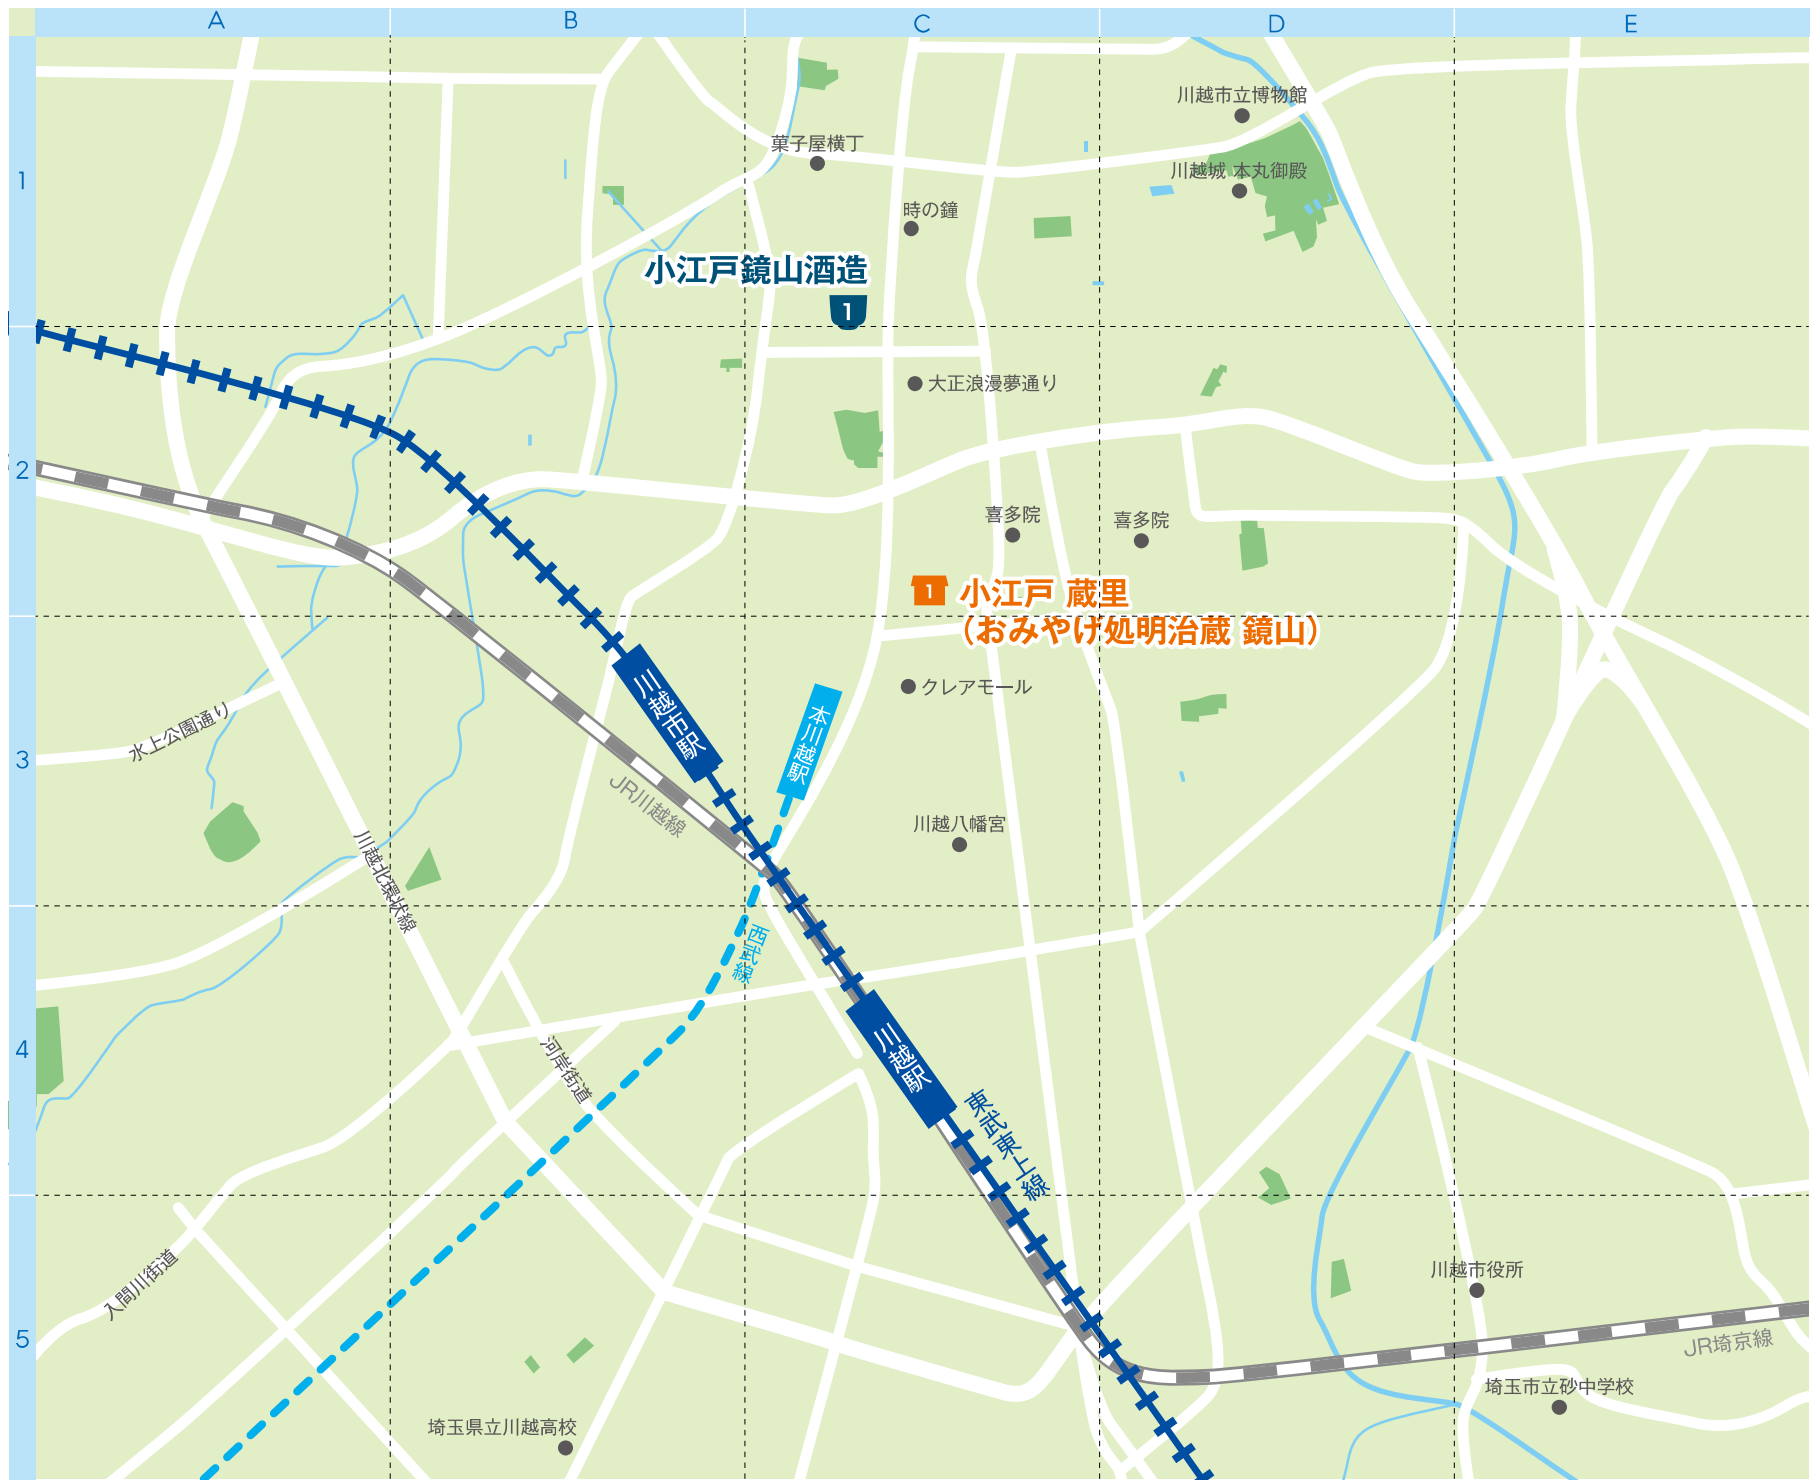 A
B
C
D
E
1
2
3
4
5
川越市立博物館
菓子屋横丁
川越城 本丸御殿
時の鐘
小江戸鏡山酒造
1
大正浪漫夢通り
喜多院
喜多院
1
小江戸 蔵里
（おみやげ処明治蔵 鏡山）
川越市駅
クレアモール
本川越駅
水上公園通り
JR川越線
川越八幡宮
川越北環状線
西武線
川越駅
河岸街道
東武東上線
入間川街道
川越市役所
JR埼京線
埼玉市立砂中学校
埼玉県立川越高校